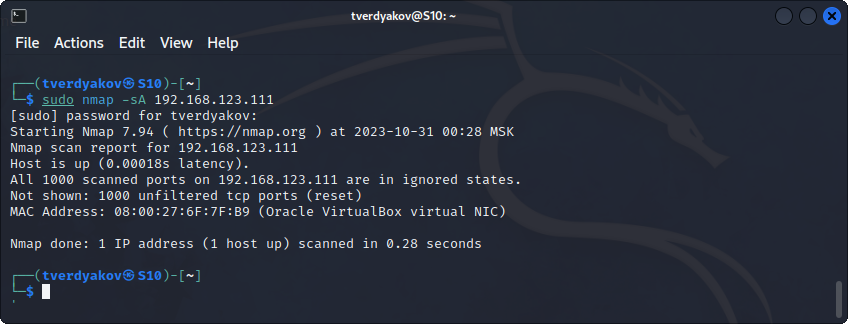 tverdyakov@S10: ~
File Actions Edit View Help
┌──(tverdyakov㉿S10)-[~]
└─$ sudo nmap -sA 192.168.123.111
[sudo] password for tverdyakov:
Starting Nmap 7.94 ( https://nmap.org ) at 2023-10-31 00:28 MSK
Nmap scan report for 192.168.123.111
Host is up (0.00018s latency).
All 1000 scanned ports on 192.168.123.111 are in ignored states.
Not shown: 1000 unfiltered tcp ports (reset)
MAC Address: 08:00:27:6F:7F:B9 (Oracle VirtualBox virtual NIC)
Nmap done: 1 IP address (1 host up) scanned in 0.28 seconds
┌──(tverdyakov㉿S10)-[~]
└─$